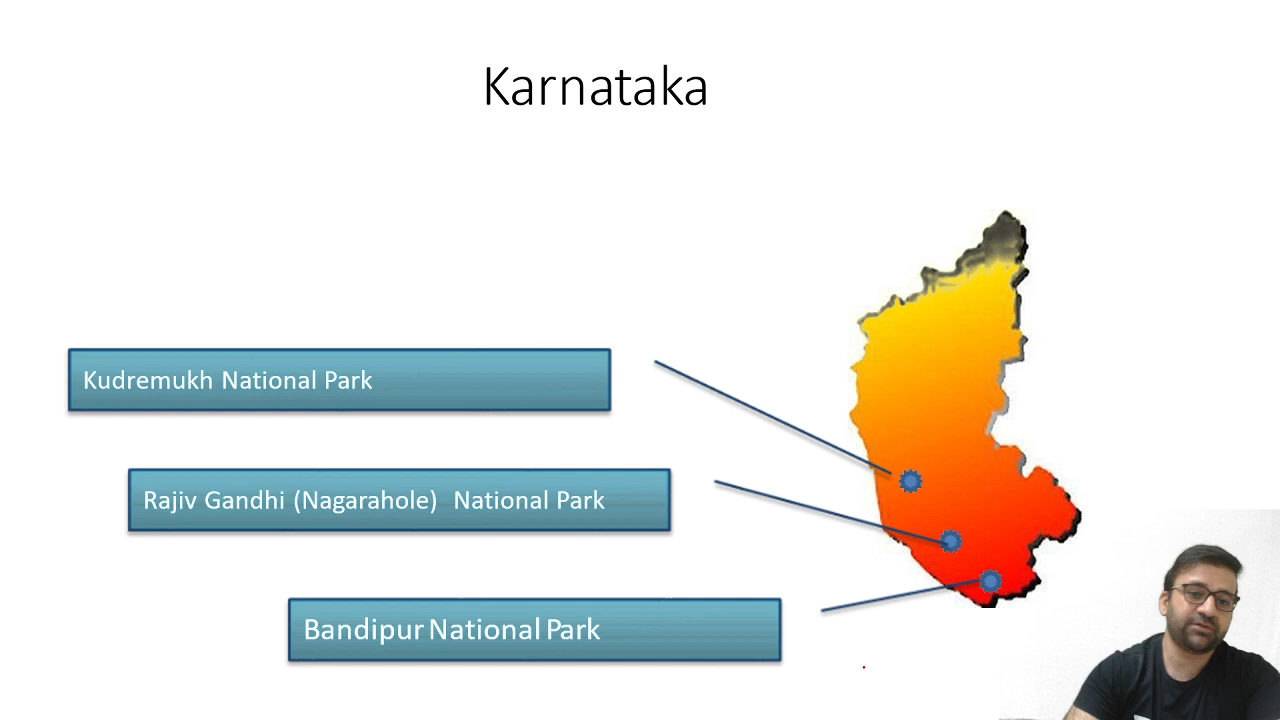 Karnataka
Kudremukh National Park
Rajiv Gandhi (Nagarahole) National Park
Bandipur National Park